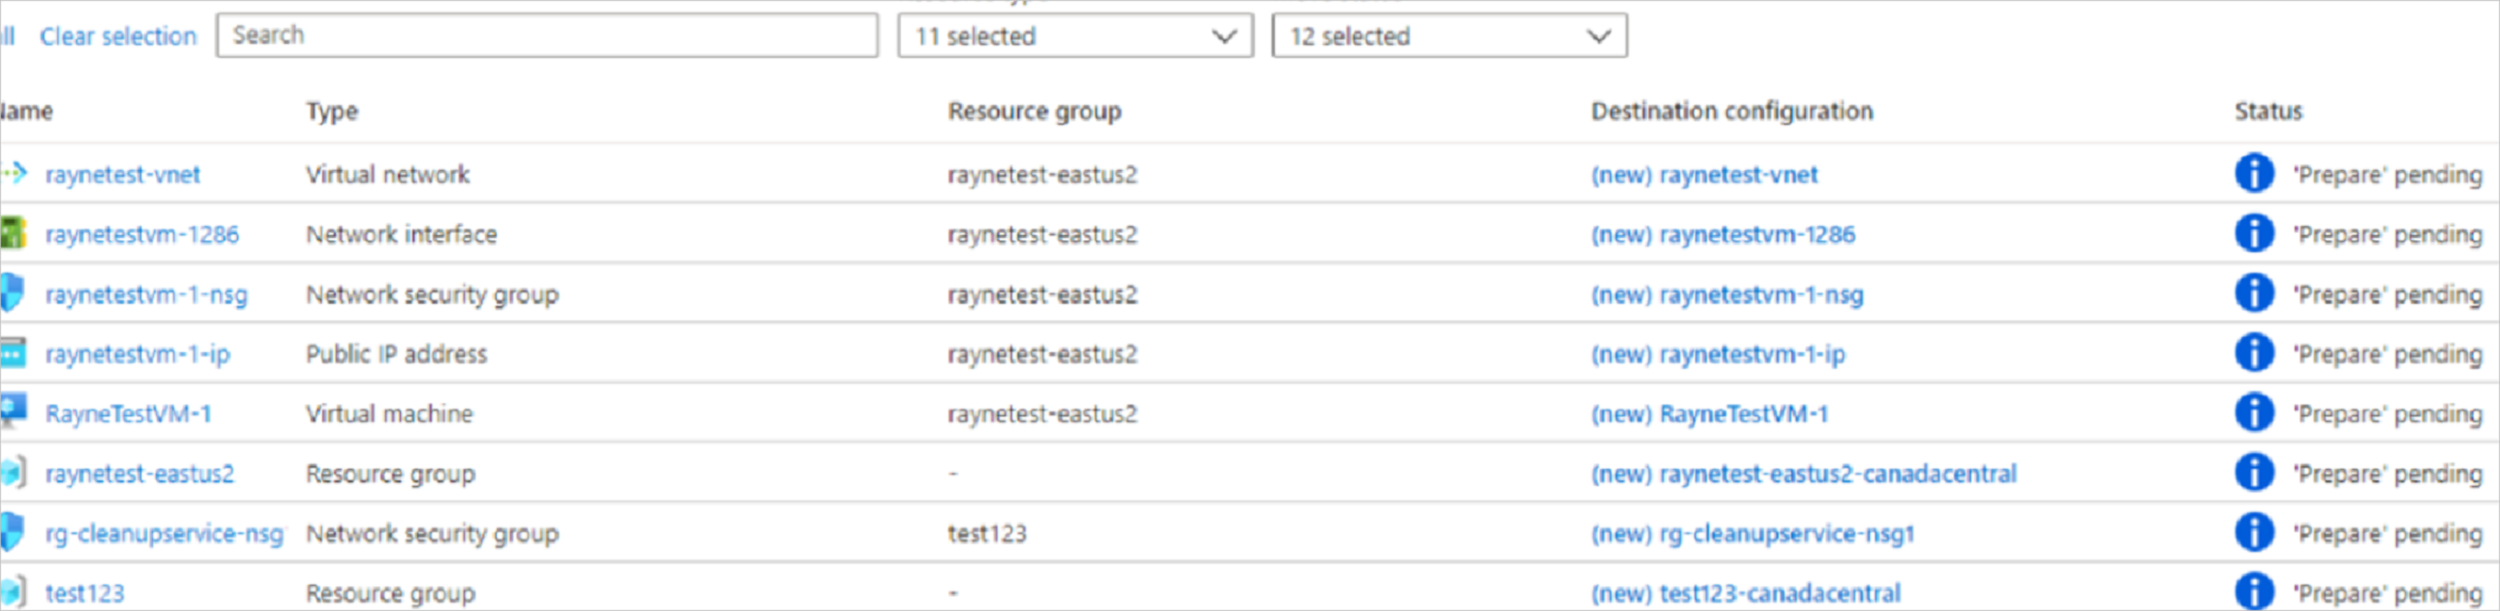 ll Clear selection Search 11 selected 12 selected
Name Type Resource group Destination configuration Status
raynetest-vnet Virtual network raynetest-eastus2 (new) raynetest-vnet 'Prepare' pending
raynetestvm-1286 Network interface raynetest-eastus2 (new) raynetestvm-1286 'Prepare' pending
raynetestvm-1-nsg Network security group raynetest-eastus2 (new) raynetestvm-1-nsg 'Prepare' pending
raynetestvm-1-ip Public IP address raynetest-eastus2 (new) raynetestvm-1-ip 'Prepare' pending
RayneTestVM-1 Virtual machine raynetest-eastus2 (new) RayneTestVM-1 'Prepare' pending
raynetest-eastus2 Resource group - (new) raynetest-eastus2-canadacentral 'Prepare' pending
rg-cleanupservice-nsg Network security group test123 (new) rg-cleanupservice-nsg1 'Prepare' pending
test123 Resource group - (new) test123-canadacentral 'Prepare' pending